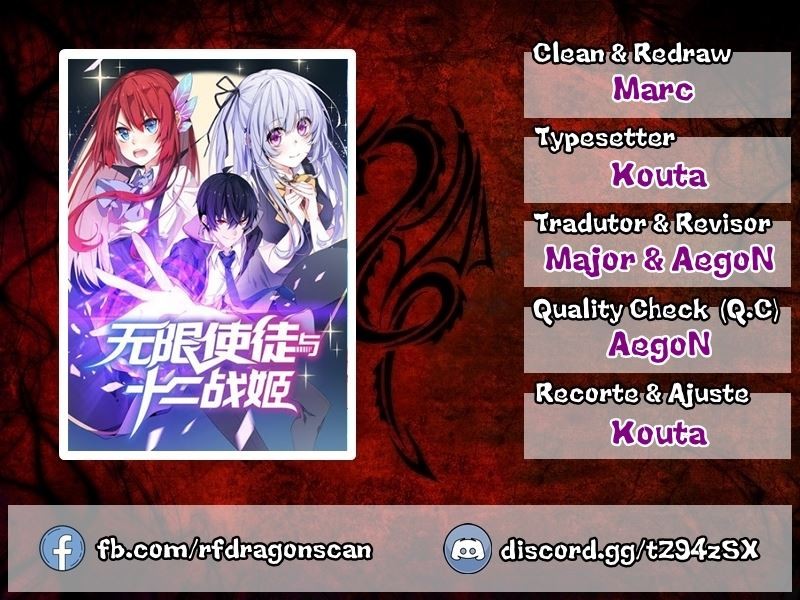 无限使徒与
十二战姬
Clean & Redraw
Marc
Typesetter
Kouta
Tradutor & Revisor
Major & AegoN
Quality Check (Q.C)
AegoN
Recorte & Ajuste
Kouta
fb.com/rfdragonscan
discord.gg/tZ94zSX